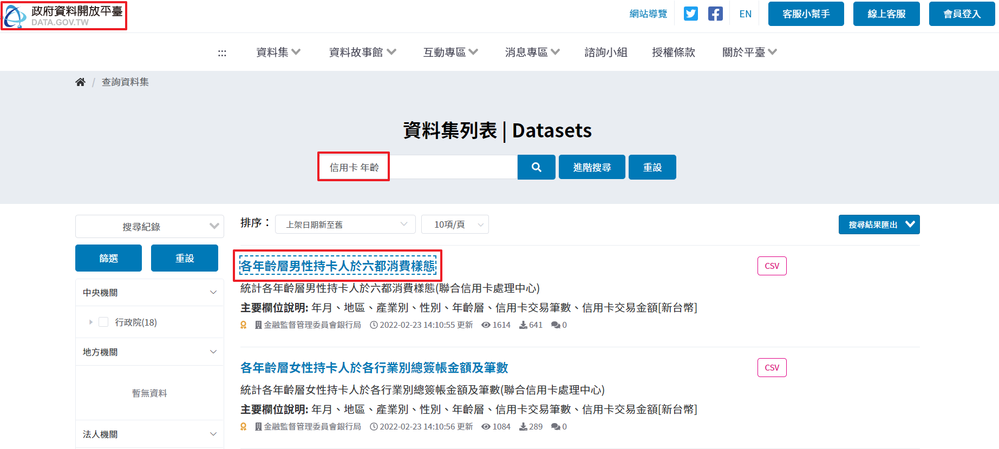 政府資料開放平臺
DATA.GOV.TW
網站導覽 EN 客服小幫手 線上客服 會員登入
::: 資料集 資料故事館 互動專區 消息專區 諮詢小組 授權條款 關於平臺
/ 查詢資料集
資料集列表 | Datasets
信用卡 年齡 進階搜尋 重設
搜尋紀錄
篩選 重設
中央機關
行政院(18)
地方機關
暫無資料
法人機關
排序： 上架日期新至舊 10項/頁 搜尋結果匯出
各年齡層男性持卡人於六都消費樣態 CSV
統計各年齡層男性持卡人於六都消費樣態(聯合信用卡處理中心)
主要欄位說明: 年月、地區、產業別、性別、年齡層、信用卡交易筆數、信用卡交易金額[新台幣]
金融監督管理委員會銀行局 2022-02-23 14:10:55 更新 1614 641 0
各年齡層女性持卡人於各行業別總簽帳金額及筆數 CSV
統計各年齡層女性持卡人於各行業別總簽帳金額及筆數(聯合信用卡處理中心)
主要欄位說明: 年月、地區、產業別、性別、年齡層、信用卡交易筆數、信用卡交易金額[新台幣]
金融監督管理委員會銀行局 2022-02-23 14:10:56 更新 1084 289 0